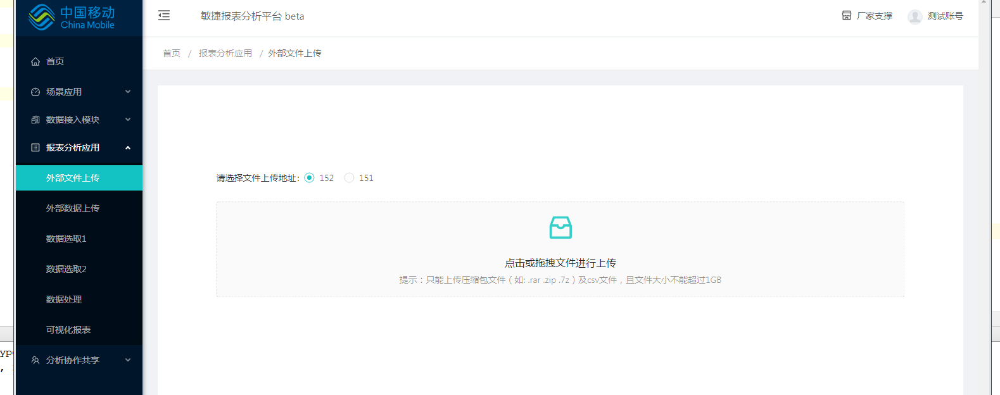 中国移动
China Mobile
敏捷报表分析平台 beta
厂家支撑
测试账号
首页 / 报表分析应用 / 外部文件上传
首页
场景应用
数据接入模块
报表分析应用
外部文件上传
外部数据上传
数据选取1
数据选取2
数据处理
可视化报表
分析协作共享
请选择文件上传地址: 152 151
点击或拖拽文件进行上传
提示：只能上传压缩包文件（如: .rar .zip .7z）及csv文件，且文件大小不能超过1GB